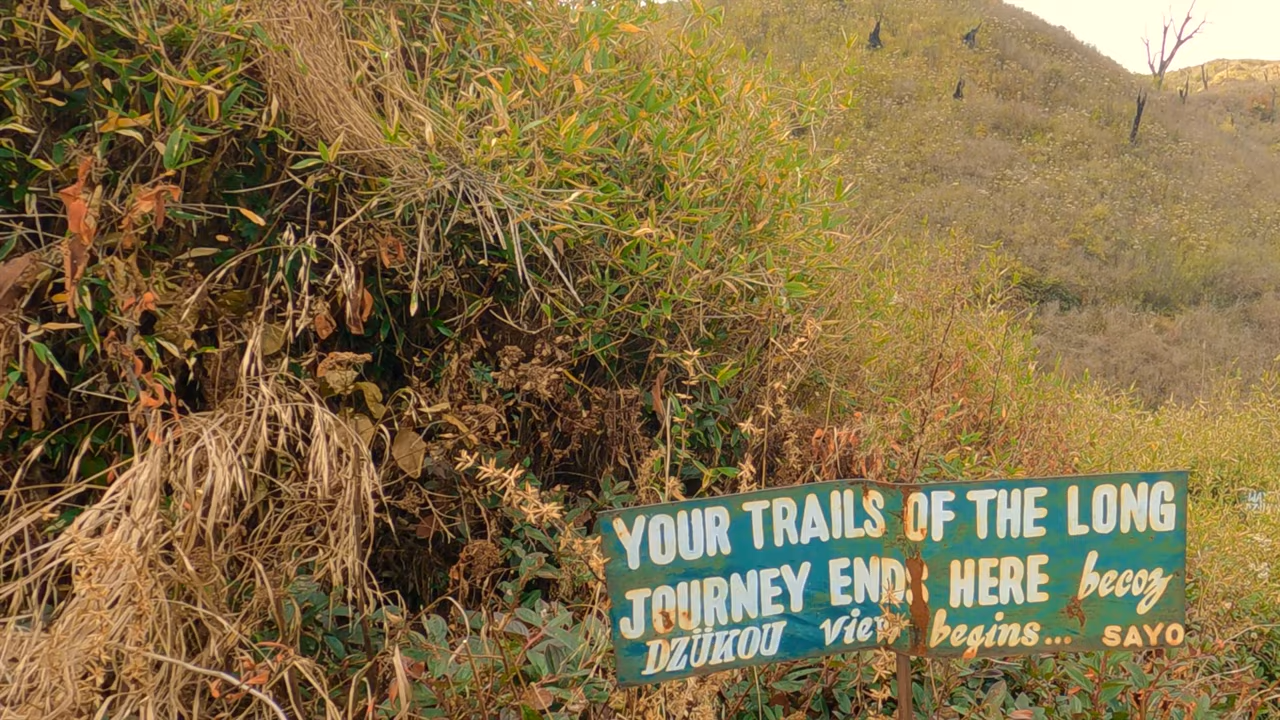 YOUR TRAILS OF THE LONG
JOURNEY ENDS HERE becoz
DZÜKOU view begins... SAYO